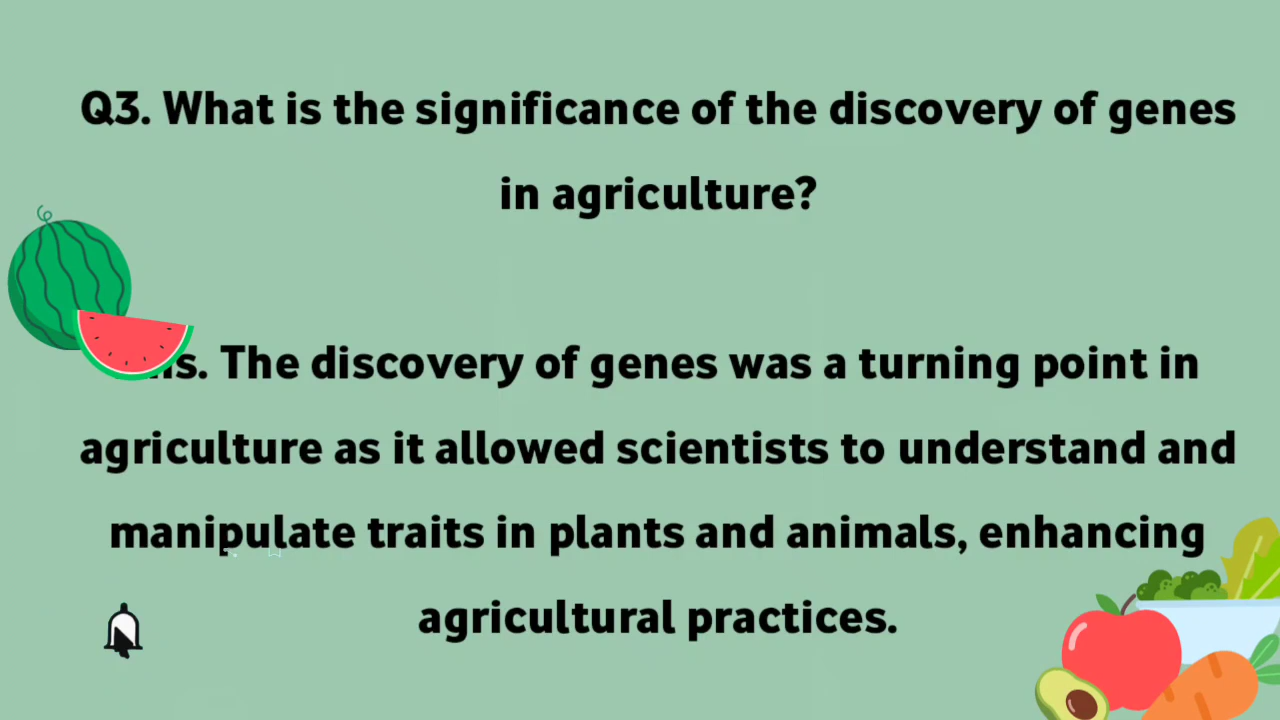 Q3. What is the significance of the discovery of genes
in agriculture?
The discovery of genes was a turning point in
agriculture as it allowed scientists to understand and
manipulate traits in plants and animals, enhancing
agricultural practices.